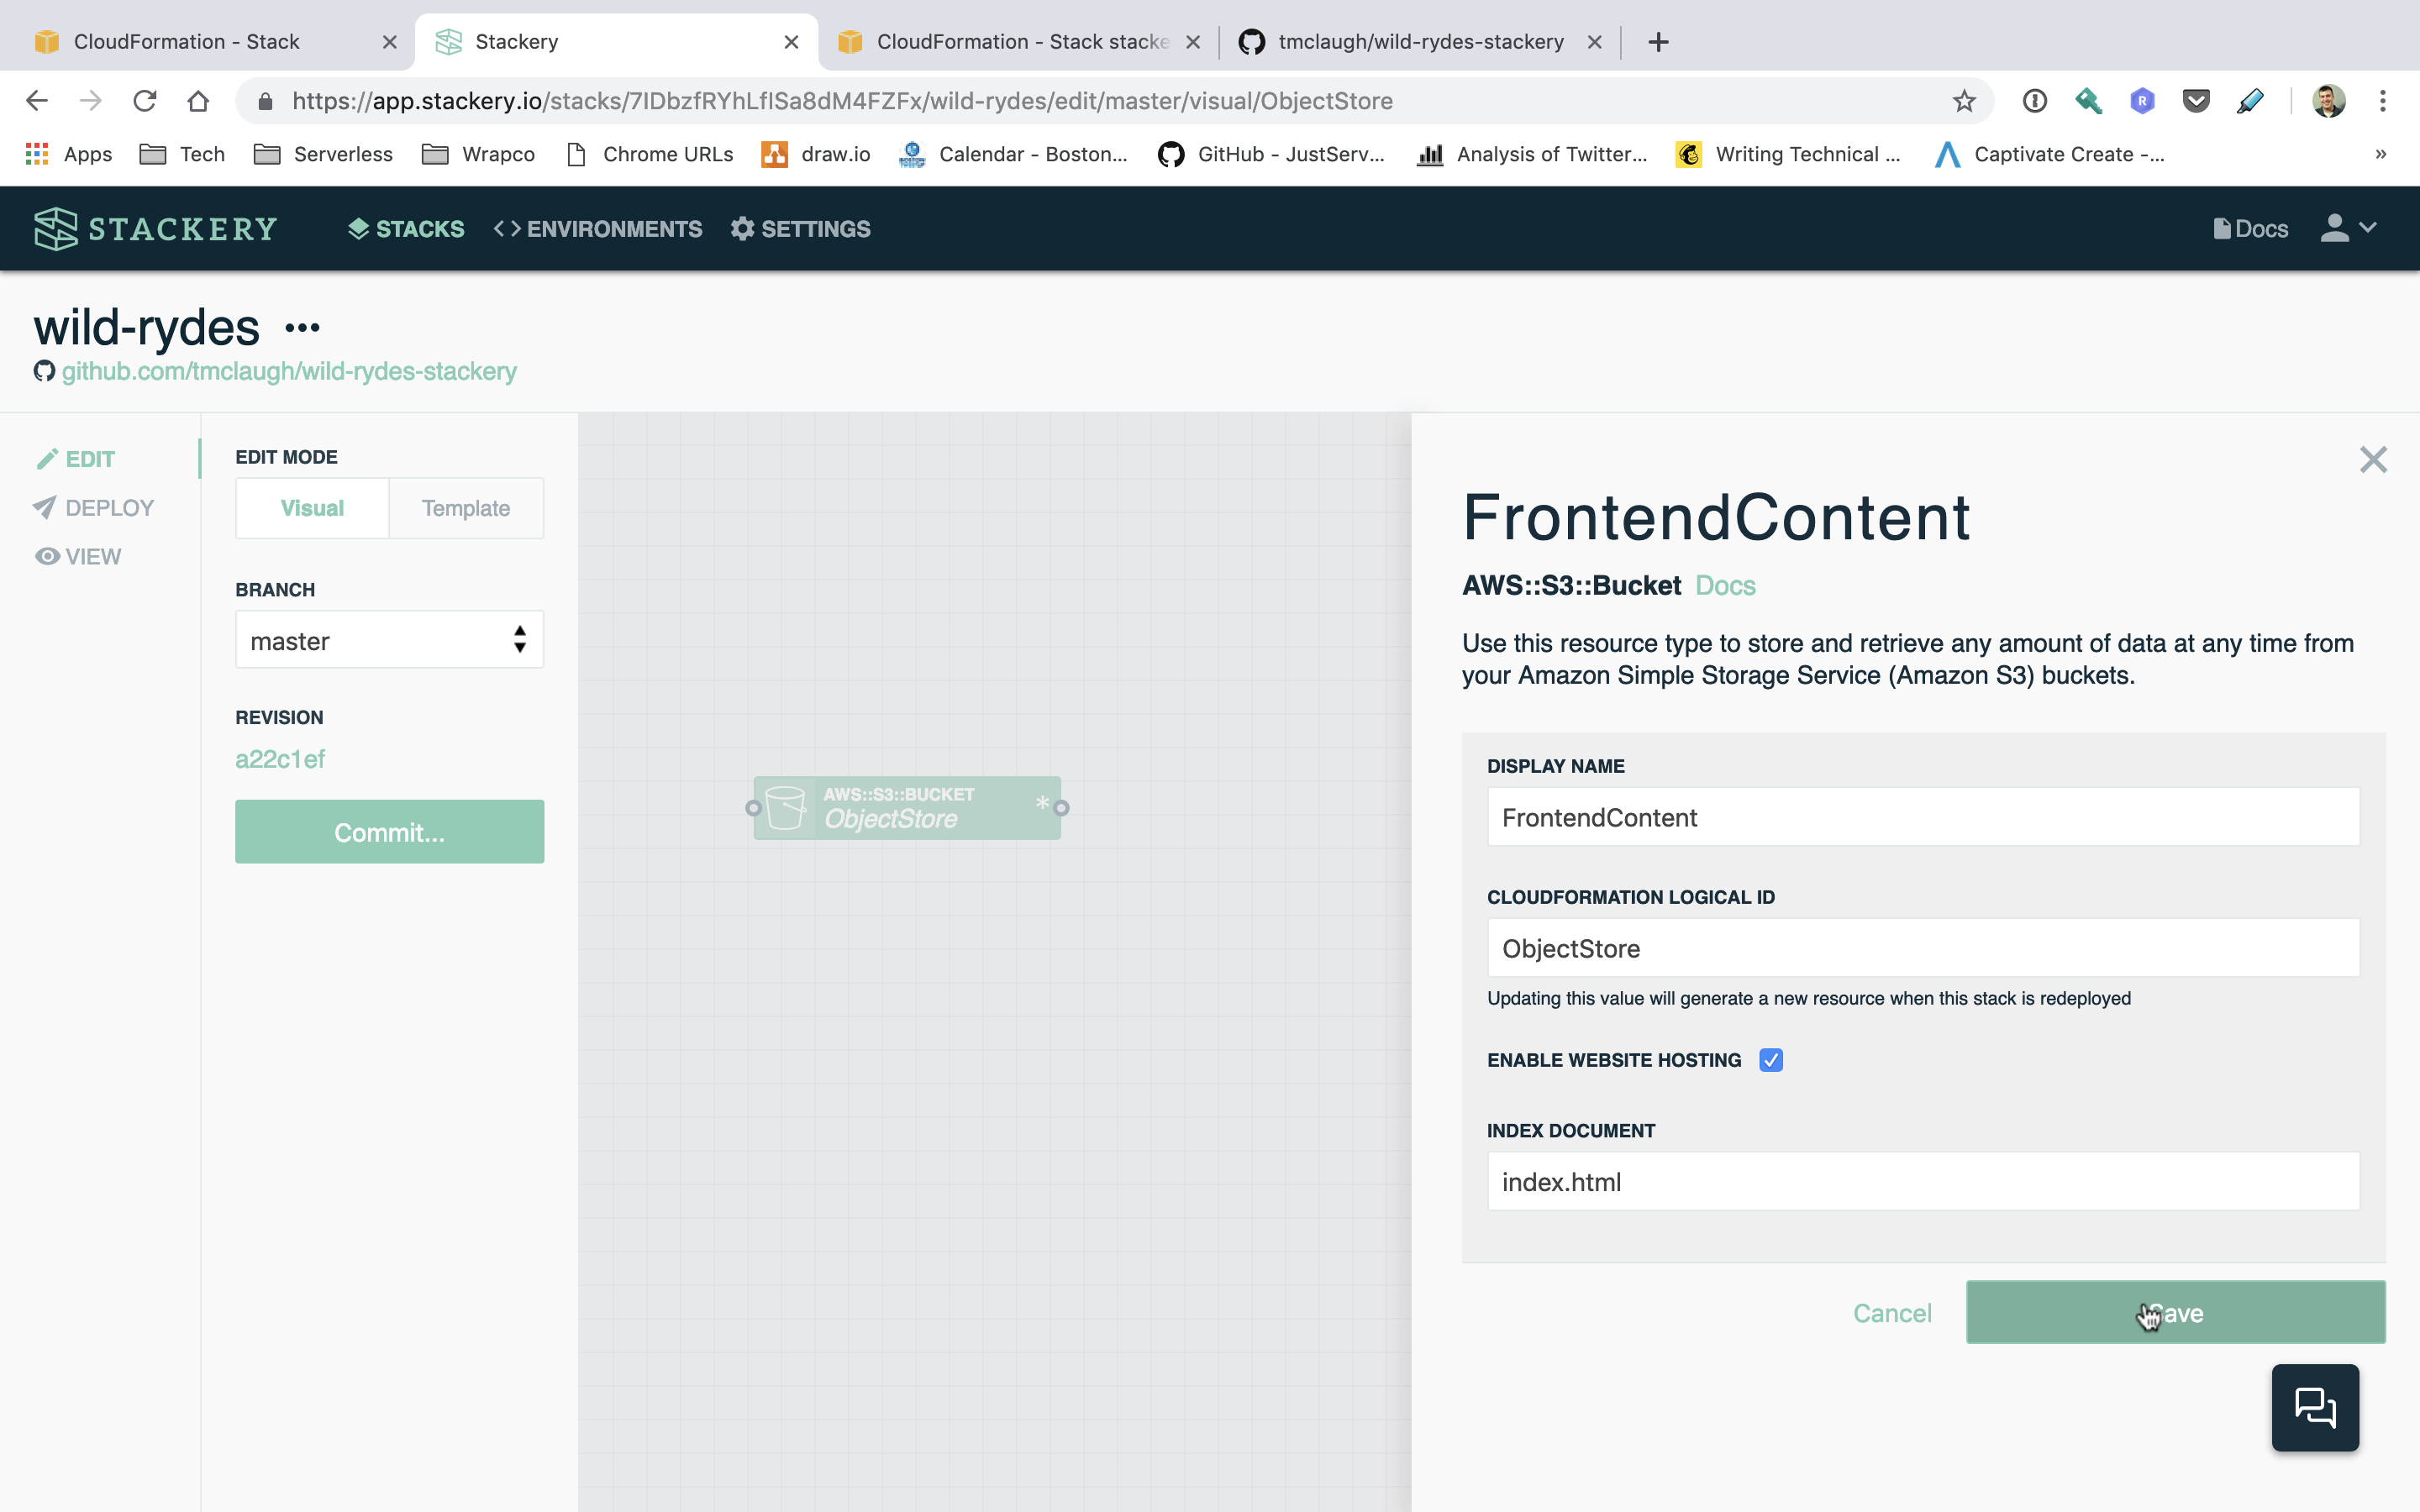 CloudFormation - Stack
Stackery
CloudFormation - Stack stacke
tmclaugh/wild-rydes-stackery
https://app.stackery.io/stacks/7IDbzfRYhLfISa8dM4FZFx/wild-rydes/edit/master/visual/ObjectStore
Apps
Tech
Serverless
Wrapco
Chrome URLs
draw.io
Calendar - Boston...
GitHub - JustServ...
Analysis of Twitter...
Writing Technical ...
Captivate Create -...
»
STACKERY
STACKS
ENVIRONMENTS
SETTINGS
Docs
wild-rydes •••
github.com/tmclaugh/wild-rydes-stackery
EDIT
DEPLOY
VIEW
EDIT MODE
Visual
Template
BRANCH
master
REVISION
a22c1ef
Commit...
AWS::S3::BUCKET
ObjectStore
*
FrontendContent
AWS::S3::Bucket Docs
Use this resource type to store and retrieve any amount of data at any time from
your Amazon Simple Storage Service (Amazon S3) buckets.
DISPLAY NAME
FrontendContent
CLOUDFORMATION LOGICAL ID
ObjectStore
Updating this value will generate a new resource when this stack is redeployed
ENABLE WEBSITE HOSTING
INDEX DOCUMENT
index.html
Cancel
Save